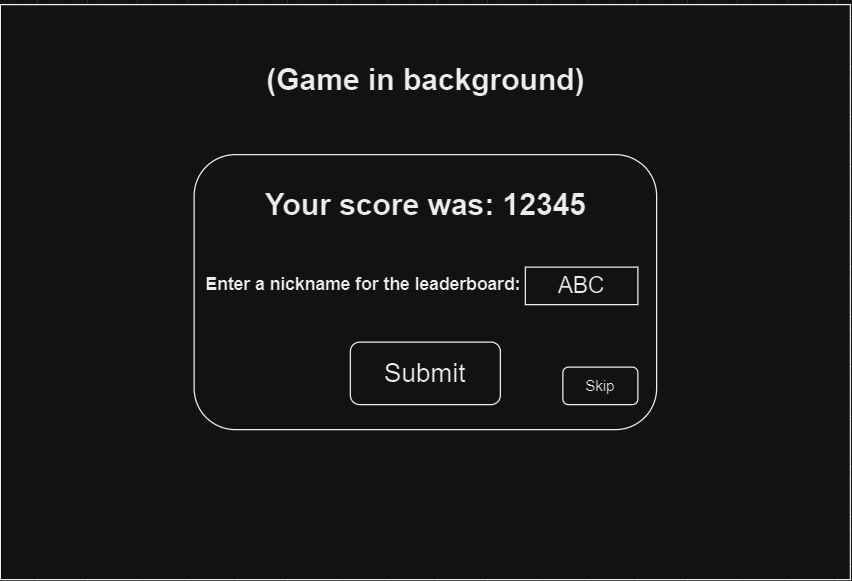 (Game in background)
Your score was: 12345
Enter a nickname for the leaderboard: ABC
Submit
Skip